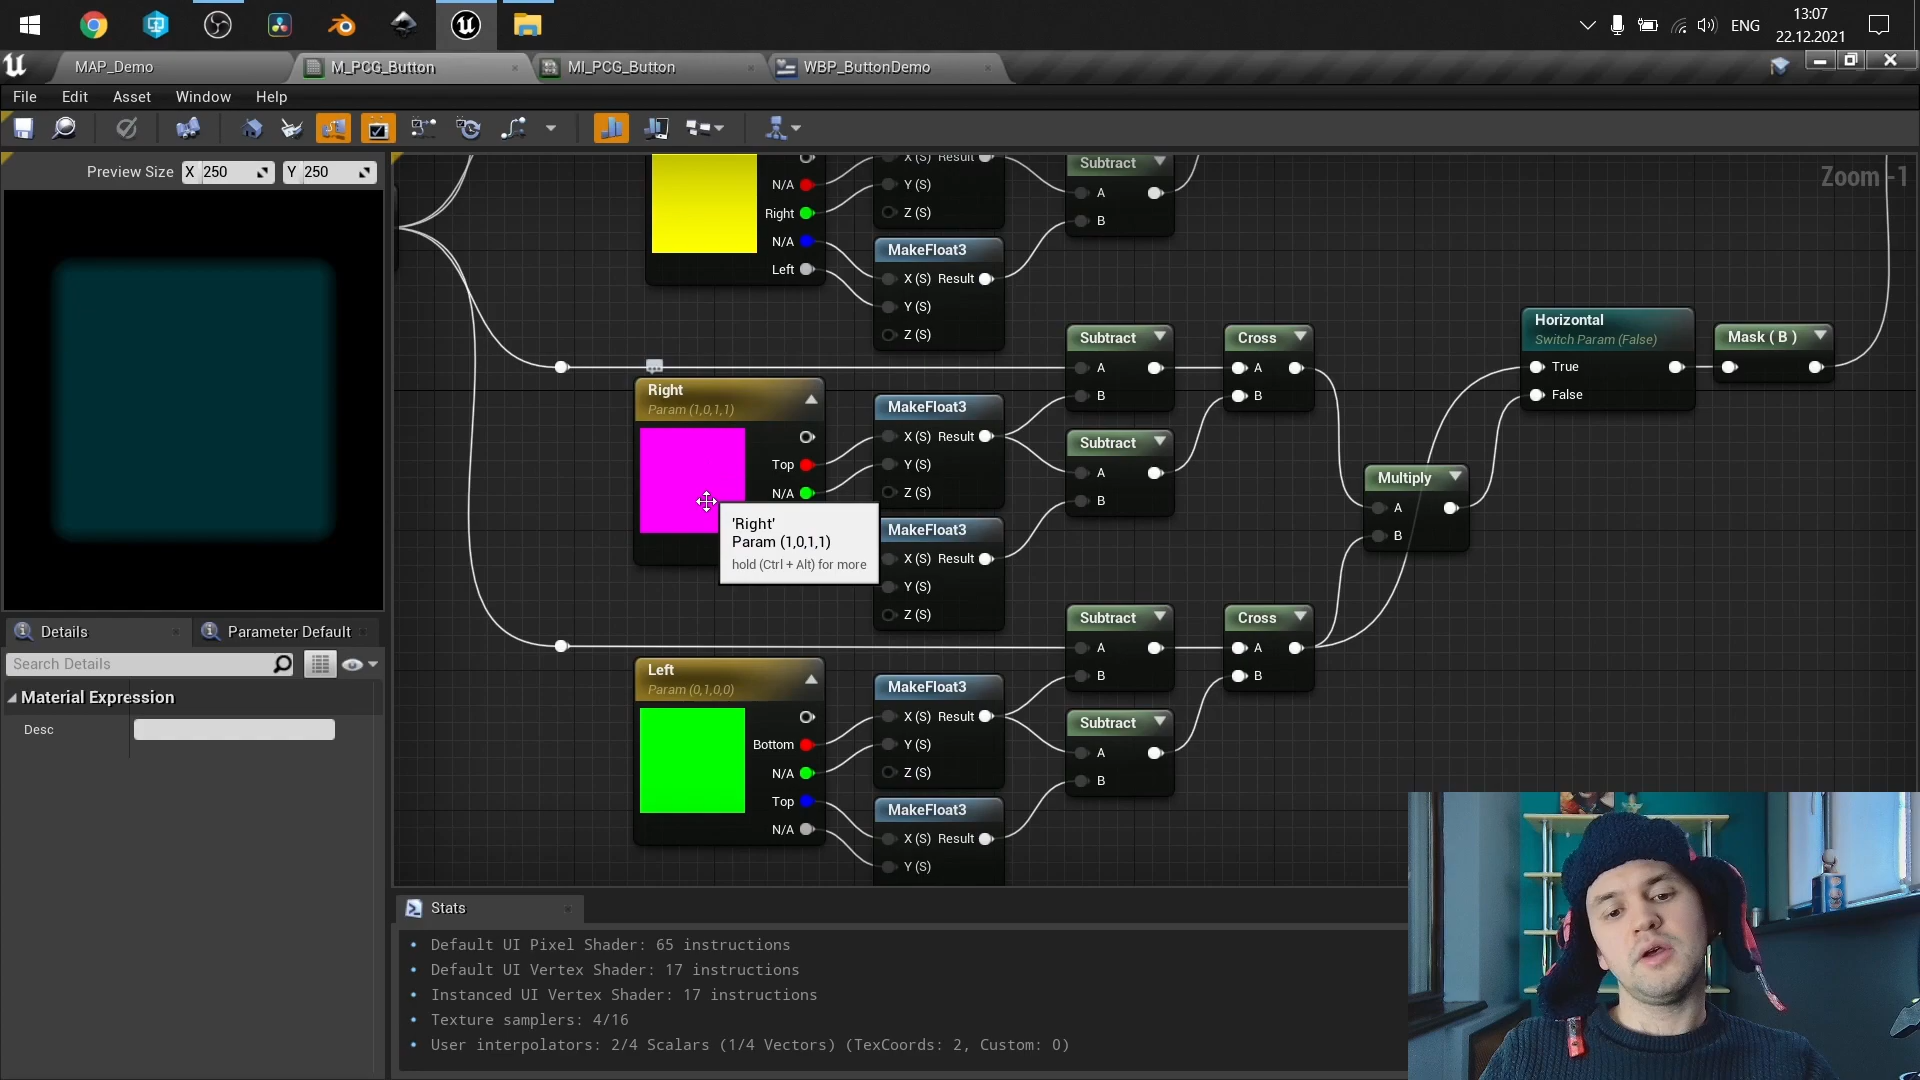 ENG
13:07
22.12.2021
MAP_Demo
M_PCG_Button
MI_PCG_Button
WBP_ButtonDemo
File Edit Asset Window Help
Preview Size X 250 Y 250
Zoom -1
N/A
Right
N/A
Left
X (S) Result
Y (S)
Z (S)
MakeFloat3
X (S) Result
Y (S)
Z (S)
Subtract
A
B
Right
Param (1,0,1,1)
Top
N/A
MakeFloat3
X (S) Result
Y (S)
Z (S)
MakeFloat3
X (S) Result
Y (S)
Z (S)
'Right'
Param (1,0,1,1)
hold (Ctrl + Alt) for more
Subtract
A
B
Subtract
A
B
Cross
A
B
Horizontal
Switch Param (False)
True
False
Mask ( B )
Multiply
A
B
Left
Param (0,1,0,0)
Bottom
N/A
Top
N/A
MakeFloat3
X (S) Result
Y (S)
Z (S)
MakeFloat3
X (S) Result
Y (S)
Subtract
A
B
Subtract
A
B
Cross
A
B
Details
Parameter Default
Search Details
Material Expression
Desc
Stats
Default UI Pixel Shader: 65 instructions
Default UI Vertex Shader: 17 instructions
Instanced UI Vertex Shader: 17 instructions
Texture samplers: 4/16
User interpolators: 2/4 Scalars (1/4 Vectors) (TexCoords: 2, Custom: 0)